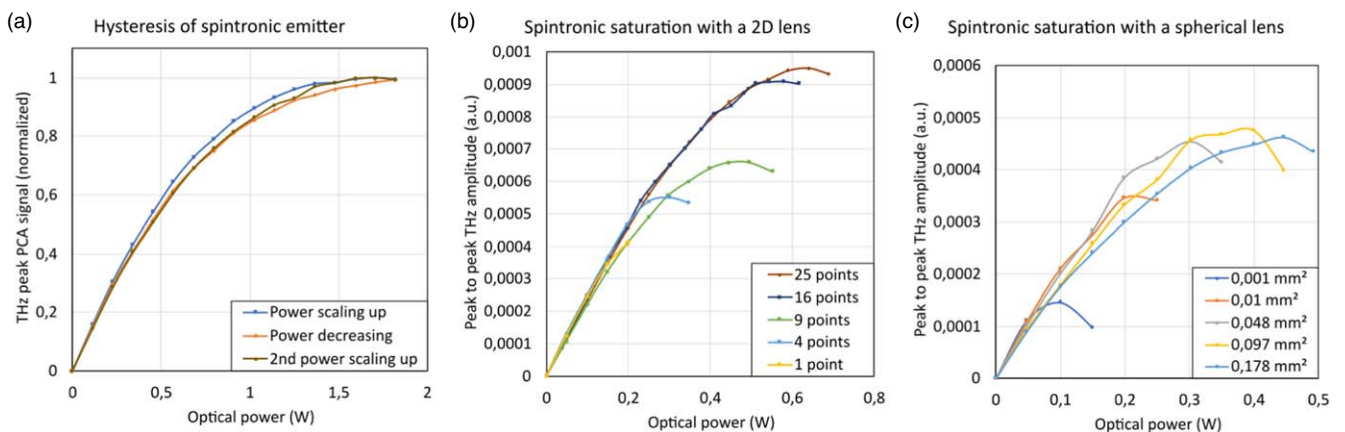 (a)
Hysteresis of spintronic emitter
THz peak PCA signal (normalized)
1
0,8
0,6
0,4
0,2
0
0
0,5
1
1,5
2
Optical power (W)
Power scaling up
Power decreasing
2nd power scaling up
(b)
Spintronic saturation with a 2D lens
Peak to peak THz amplitude (a.u.)
0,001
0,0009
0,0008
0,0007
0,0006
0,0005
0,0004
0,0003
0,0002
0,0001
0
0
0,2
0,4
0,6
0,8
Optical power (W)
25 points
16 points
9 points
4 points
1 point
(c)
Spintronic saturation with a spherical lens
Peak to peak THz amplitude (a.u.)
0,0006
0,0005
0,0004
0,0003
0,0002
0,0001
0
0
0,1
0,2
0,3
0,4
0,5
Optical power (W)
0,001 mm²
0,01 mm²
0,048 mm²
0,097 mm²
0,178 mm²